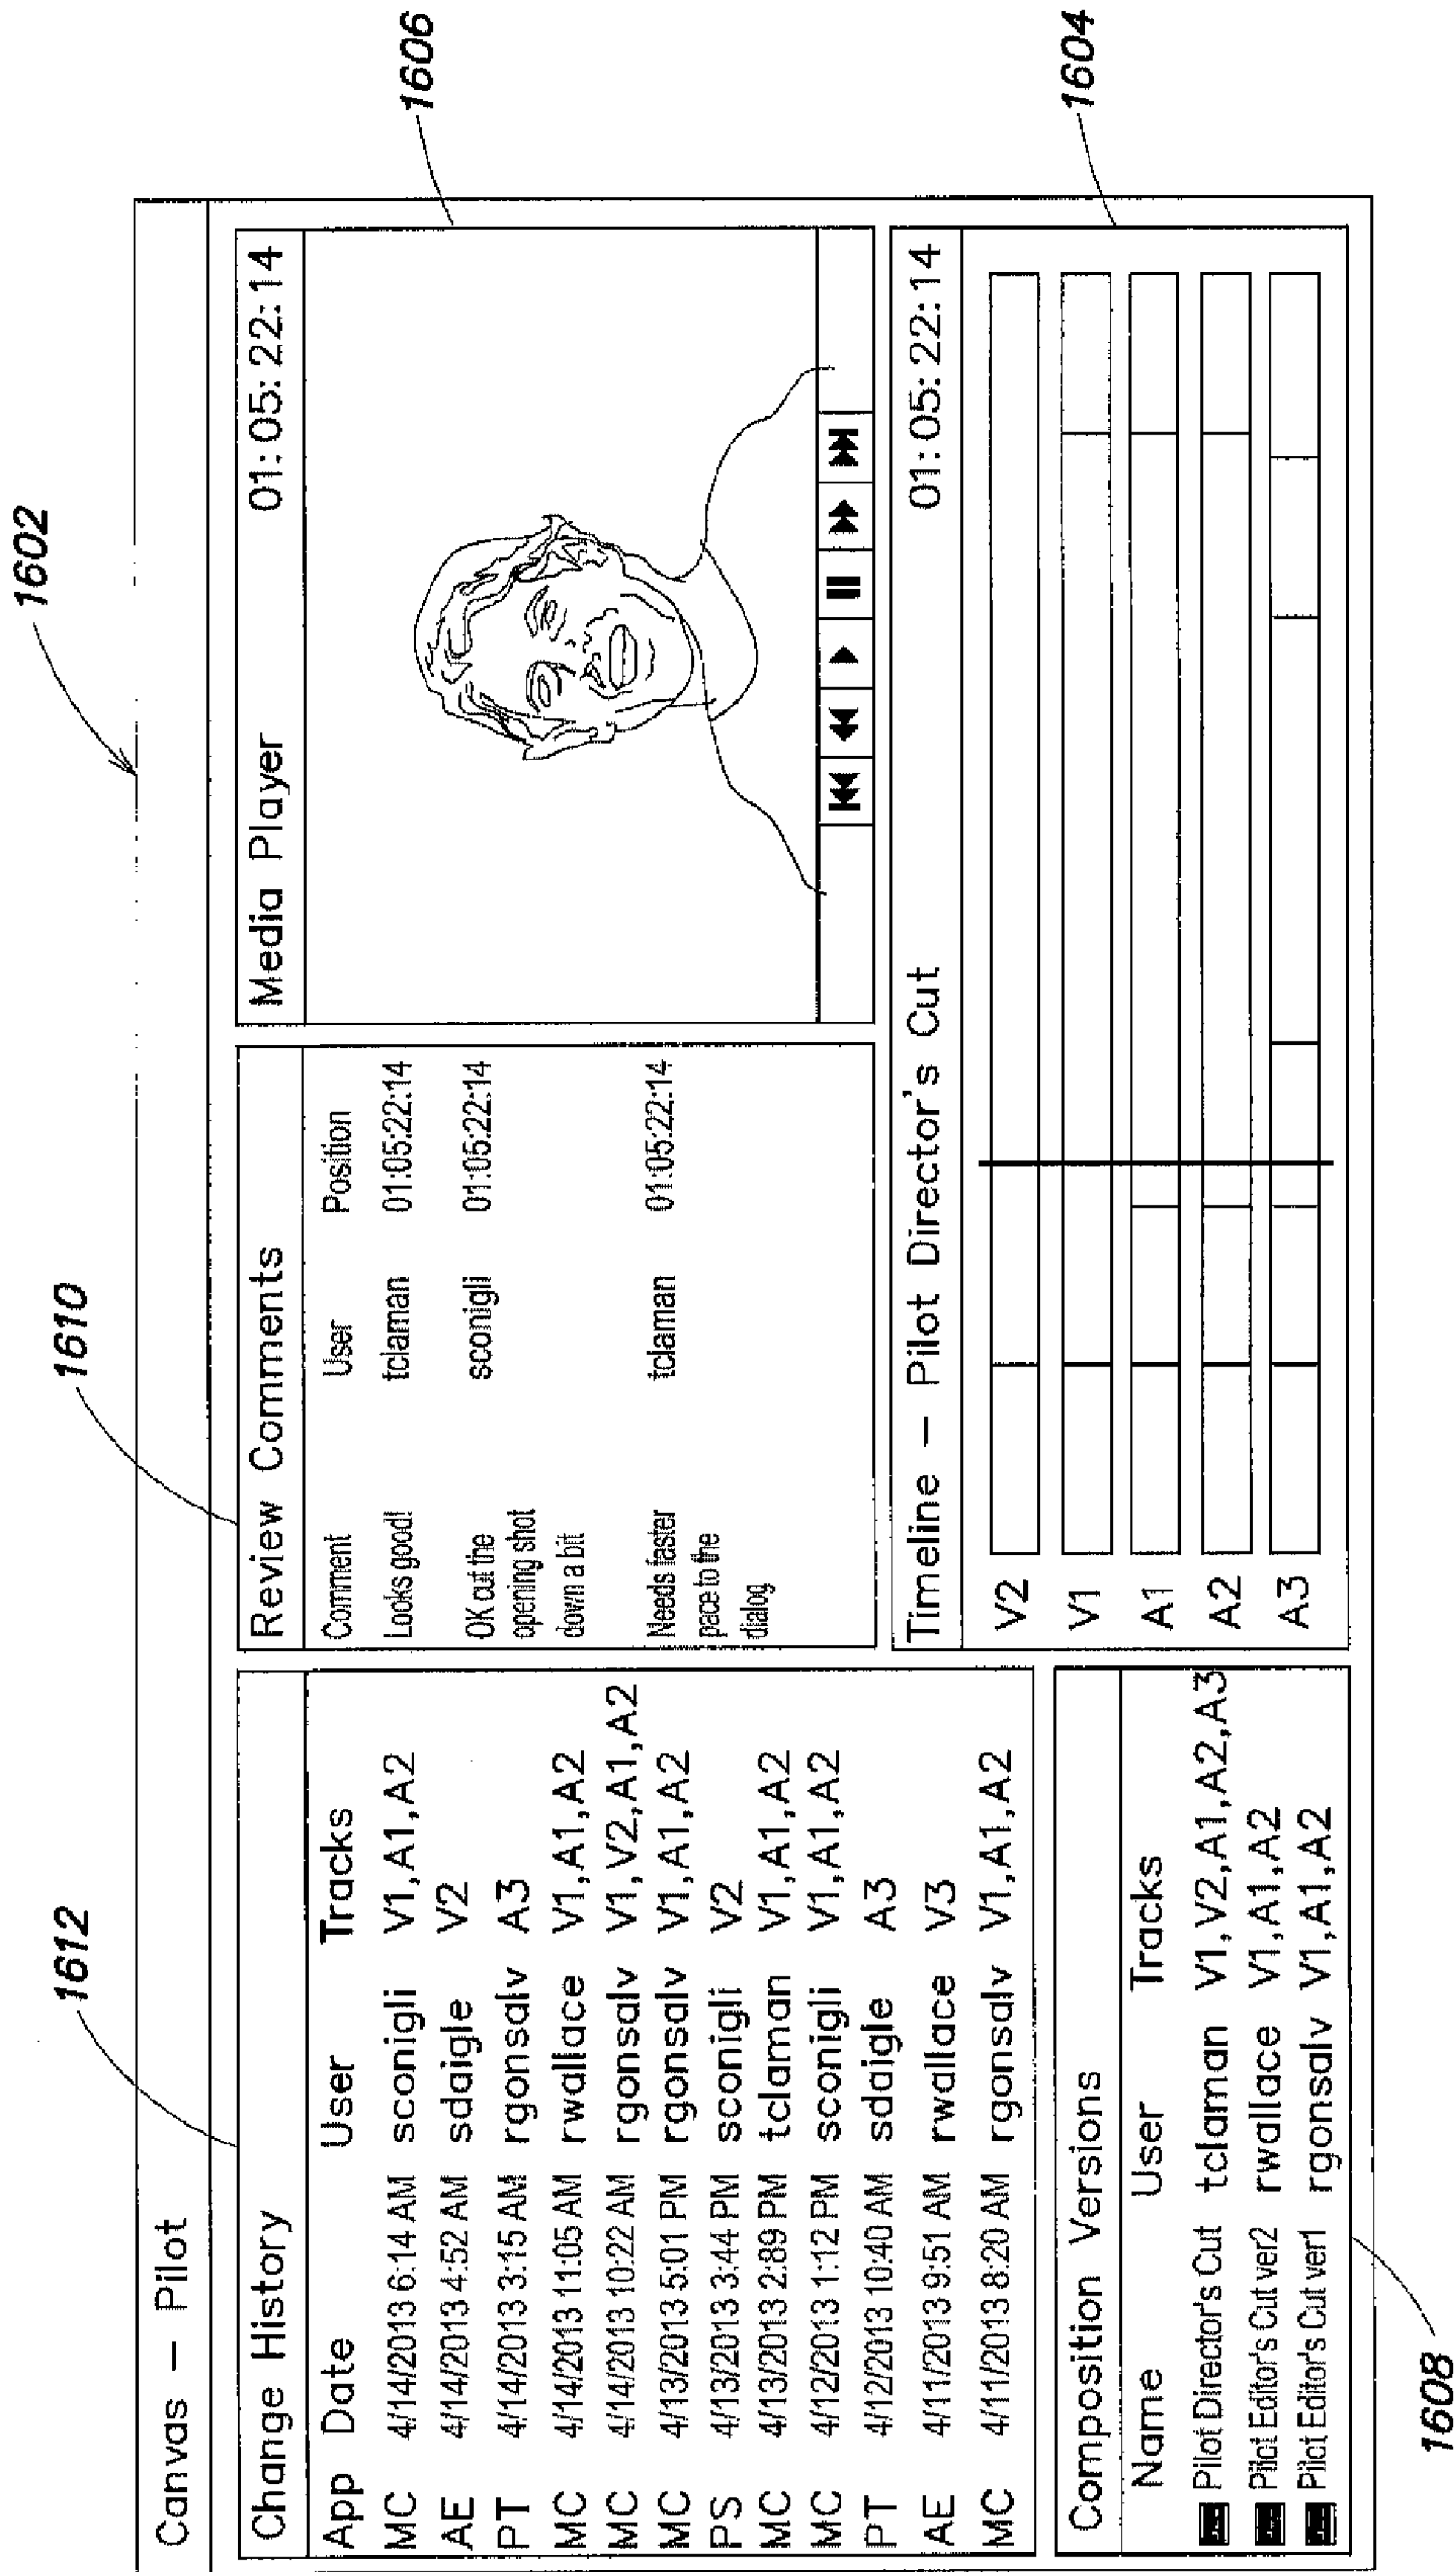 1602
Canvas – Pilot
1612
Change History
App Date User Tracks
MC 4/14/2013 6:14 AM sconigli V1,A1,A2
AE 4/14/2013 4:52 AM sdaigle V2
PT 4/14/2013 3:15 AM rgonsalv A3
MC 4/14/2013 11:05 AM rwallace V1,A1,A2
MC 4/14/2013 10:22 AM rgonsalv V1,V2,A1,A2
MC 4/13/2013 5:01 PM rgonsalv V1,A1,A2
PS 4/13/2013 3:44 PM sconigli V2
MC 4/13/2013 2:89 PM tclaman V1,A1,A2
MC 4/12/2013 1:12 PM sconigli V1,A1,A2
PT 4/12/2013 10:40 AM sdaigle A3
AE 4/11/2013 9:51 AM rwallace V3
MC 4/11/2013 8:20 AM rgonsalv V1,A1,A2
Composition Versions
Name User Tracks
Pilot Director's Cut tclaman V1,V2,A1,A2,A3
Pilot Editor's Cut ver2 rwallace V1,A1,A2
Pilot Editor's Cut ver1 rgonsalv V1,A1,A2
1608
1610
Review Comments
Comment User Position
Looks good! tclaman 01:05:22:14
OK cut the sconigli 01:05:22:14
opening shot
down a bit
Needs faster tclaman 01:05:22:14
pace to the
dialog
Media Player 01:05:22:14
1606
Timeline – Pilot Director's Cut 01:05:22:14
V2
V1
A1
A2
A3
1604